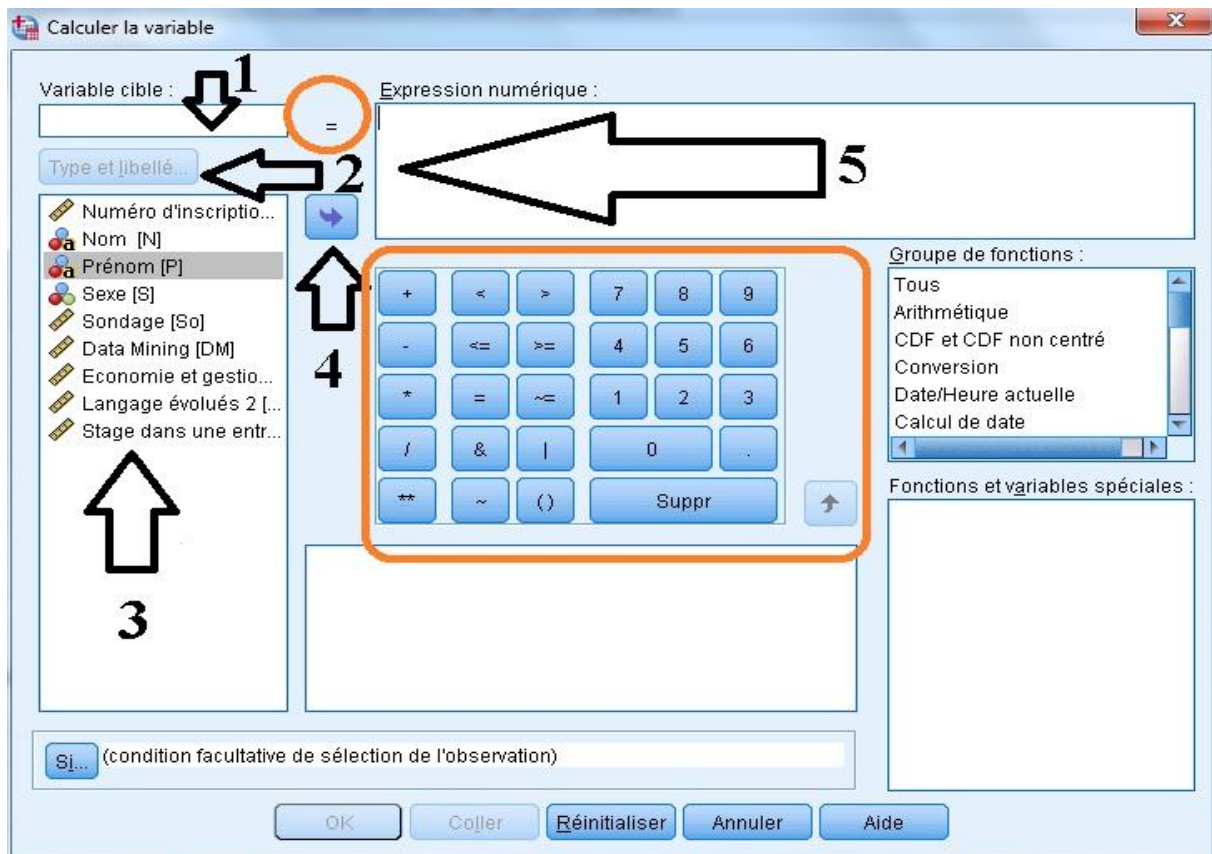 Calculer la variable
Variable cible :
1
=
Expression numérique :
Type et libellé...
2
5
Numéro d'inscriptio...
Nom [N]
Prénom [P]
Sexe [S]
Sondage [So]
Data Mining [DM]
Economie et gestio...
Langage évolués 2 [...
Stage dans une entr...
3
4
+ < > 7 8 9
- <= >= 4 5 6
* = ~= 1 2 3
/ & | 0 .
** ~ () Suppr
Groupe de fonctions :
Tous
Arithmétique
CDF et CDF non centré
Conversion
Date/Heure actuelle
Calcul de date
Fonctions et variables spéciales :
Si... (condition facultative de sélection de l'observation)
OK Coller Réinitialiser Annuler Aide